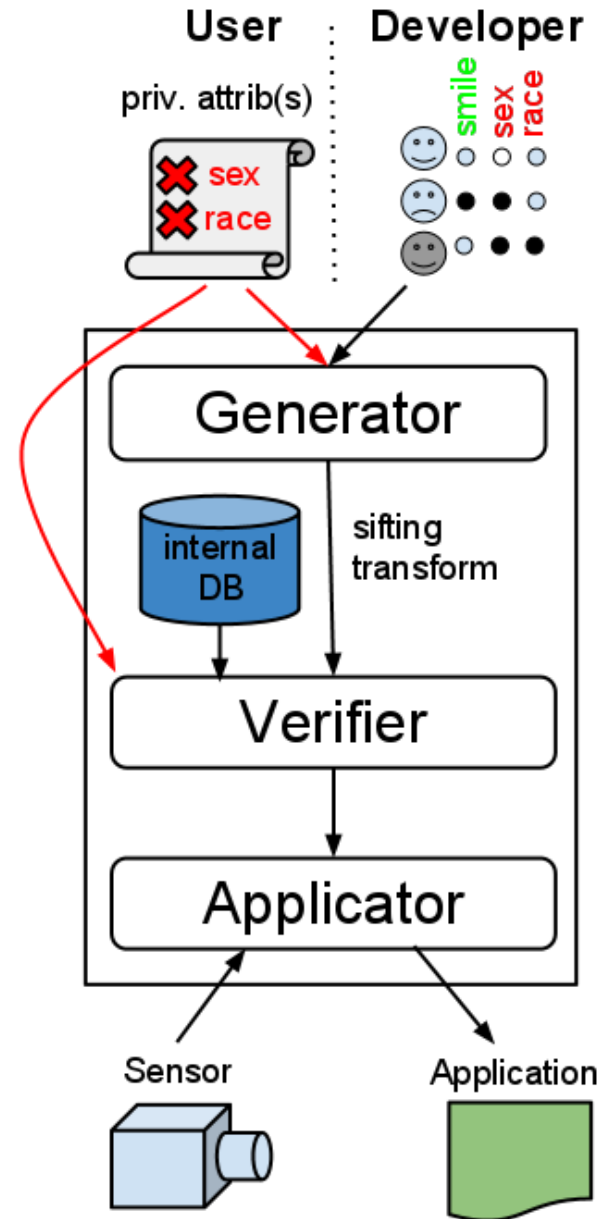 User
Developer
priv. attrib(s)
smile
sex
race
sex
race
Generator
internal
DB
sifting
transform
Verifier
Applicator
Sensor
Application